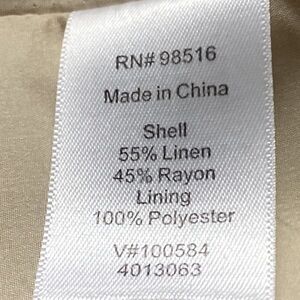 RN# 98516
Made in China
Shell
55% Linen
45% Rayon
Lining
100% Polyester
V#100584
4013063